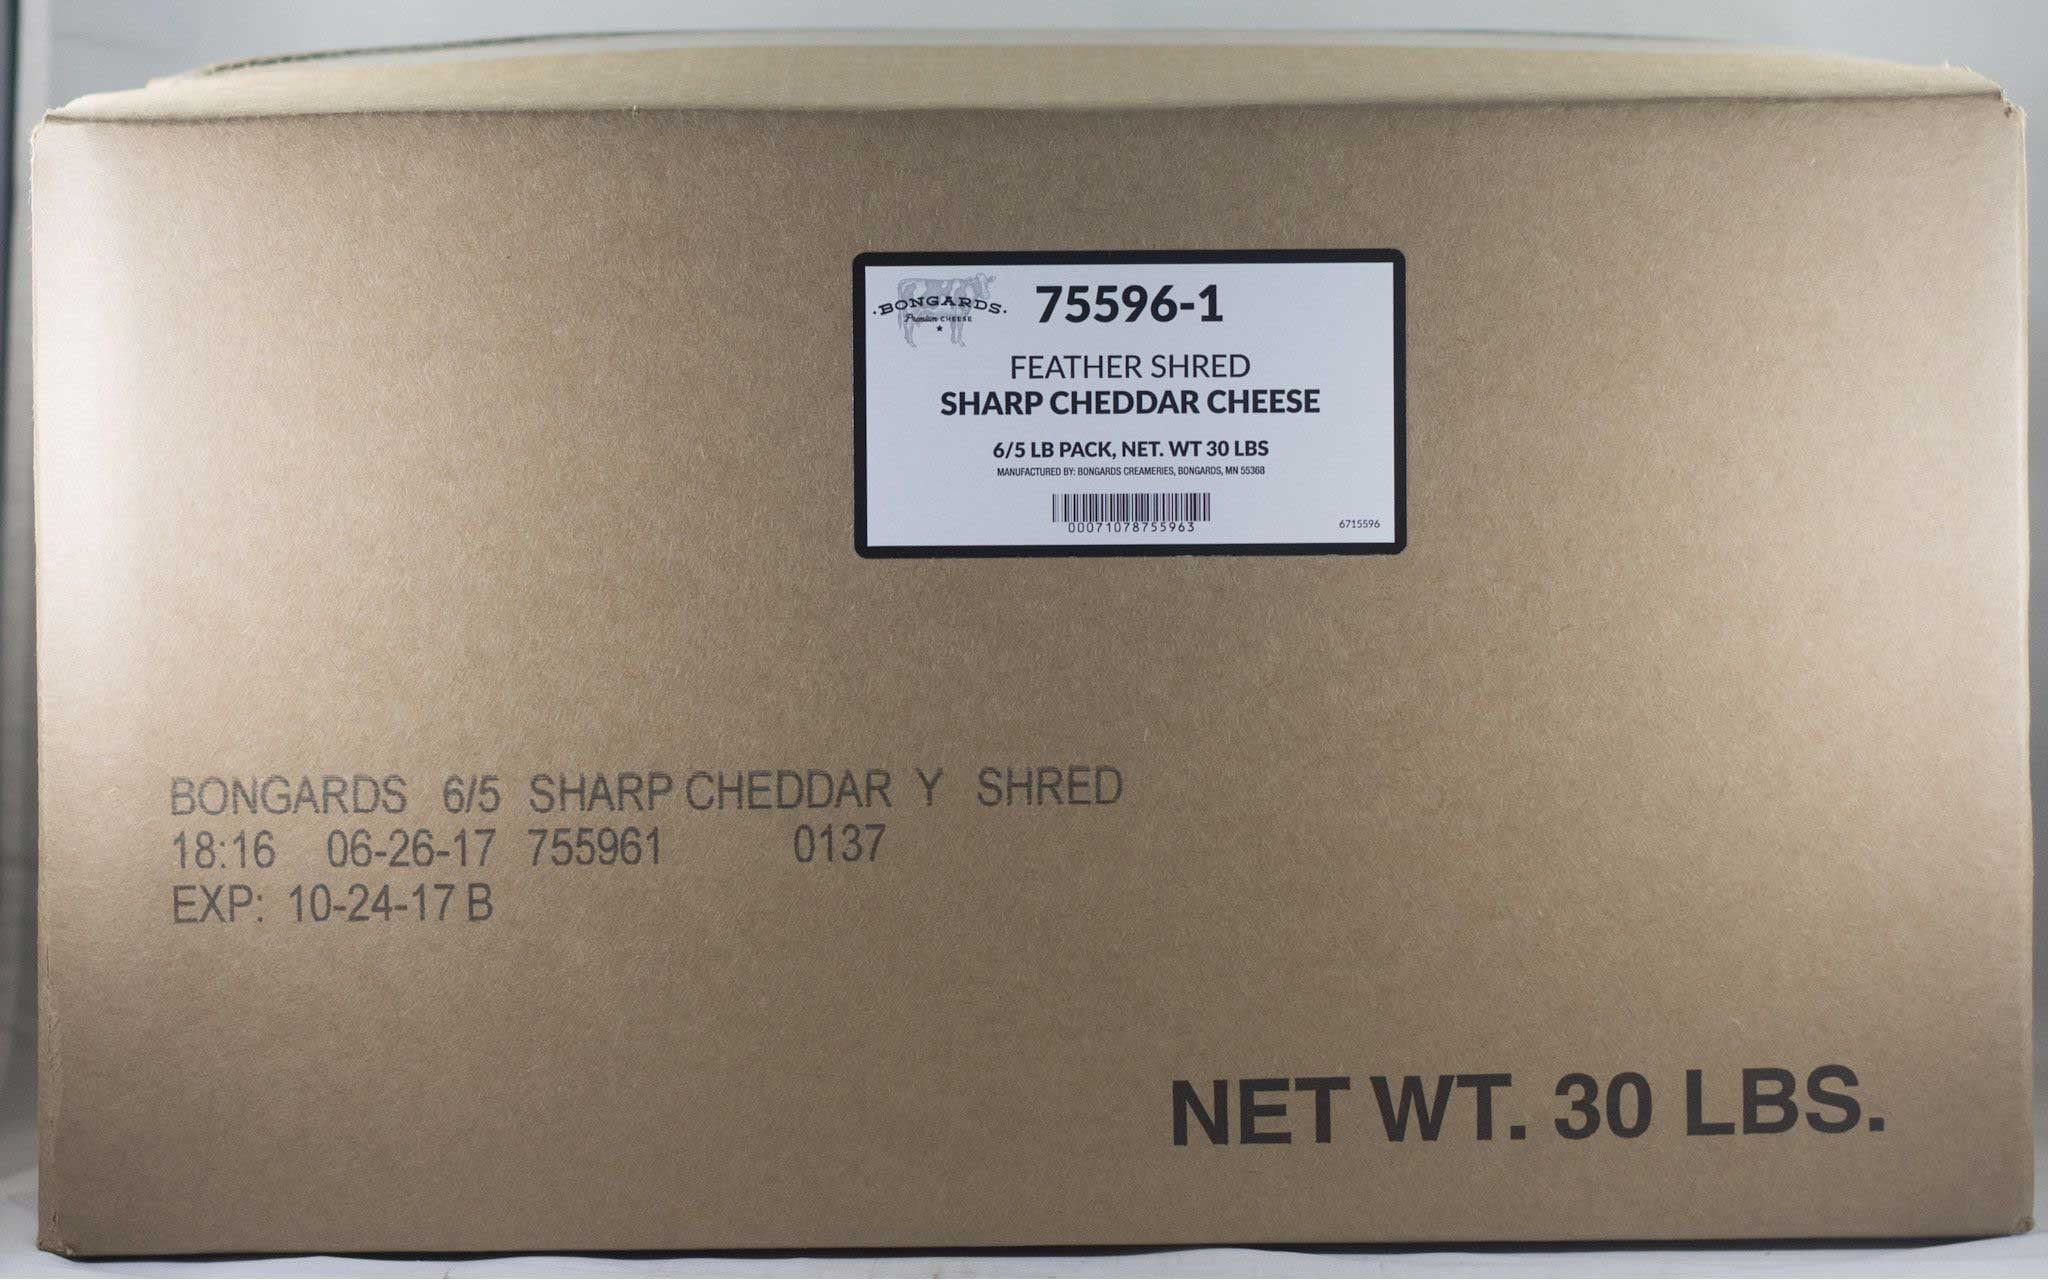 BONGARDS
Premium CHEESE
75596-1
FEATHER SHRED
SHARP CHEDDAR CHEESE
6/5 LB PACK, NET. WT 30 LBS
MANUFACTURED BY: BONGARDS CREAMERIES, BONGARDS, MN 55368
00071078755963
6715596
BONGARDS 6/5 SHARP CHEDDAR Y SHRED
18:16 06-26-17 755961 0137
EXP: 10-24-17 B
NET WT. 30 LBS.